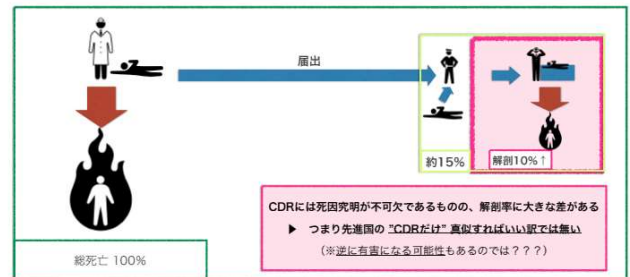 届出
約15%
解剖10%↑
CDRには死因究明が不可欠であるものの、解剖率に大きな差がある
▶ つまり先進国の "CDRだけ" 真似すればいい訳では無い
(※逆に有害になる可能性もあるのでは???)
総死亡 100%